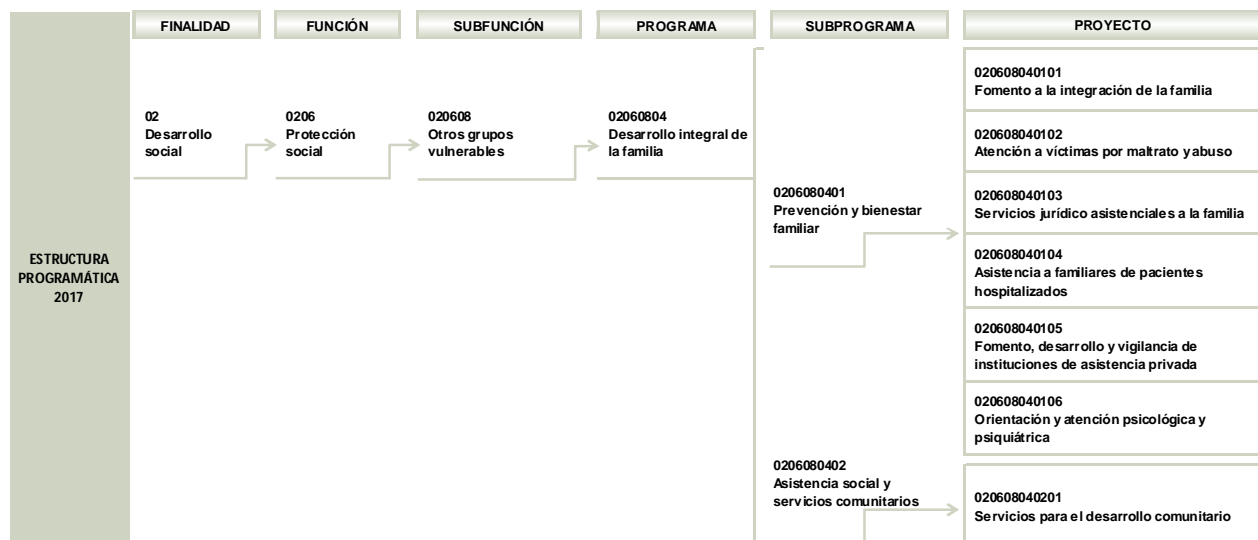 FINALIDAD
FUNCIÓN
SUBFUNCIÓN
PROGRAMA
SUBPROGRAMA
PROYECTO
ESTRUCTURA
PROGRAMÁTICA
2017
02
Desarrollo
social
0206
Protección
social
020608
Otros grupos
vulnerables
02060804
Desarrollo integral de
la familia
0206080401
Prevención y bienestar
familiar
020608040101
Fomento a la integración de la familia
020608040102
Atención a víctimas por maltrato y abuso
020608040103
Servicios jurídico asistenciales a la familia
020608040104
Asistencia a familiares de pacientes
hospitalizados
020608040105
Fomento, desarrollo y vigilancia de
instituciones de asistencia privada
020608040106
Orientación y atención psicológica y
psiquiátrica
0206080402
Asistencia social y
servicios comunitarios
020608040201
Servicios para el desarrollo comunitario